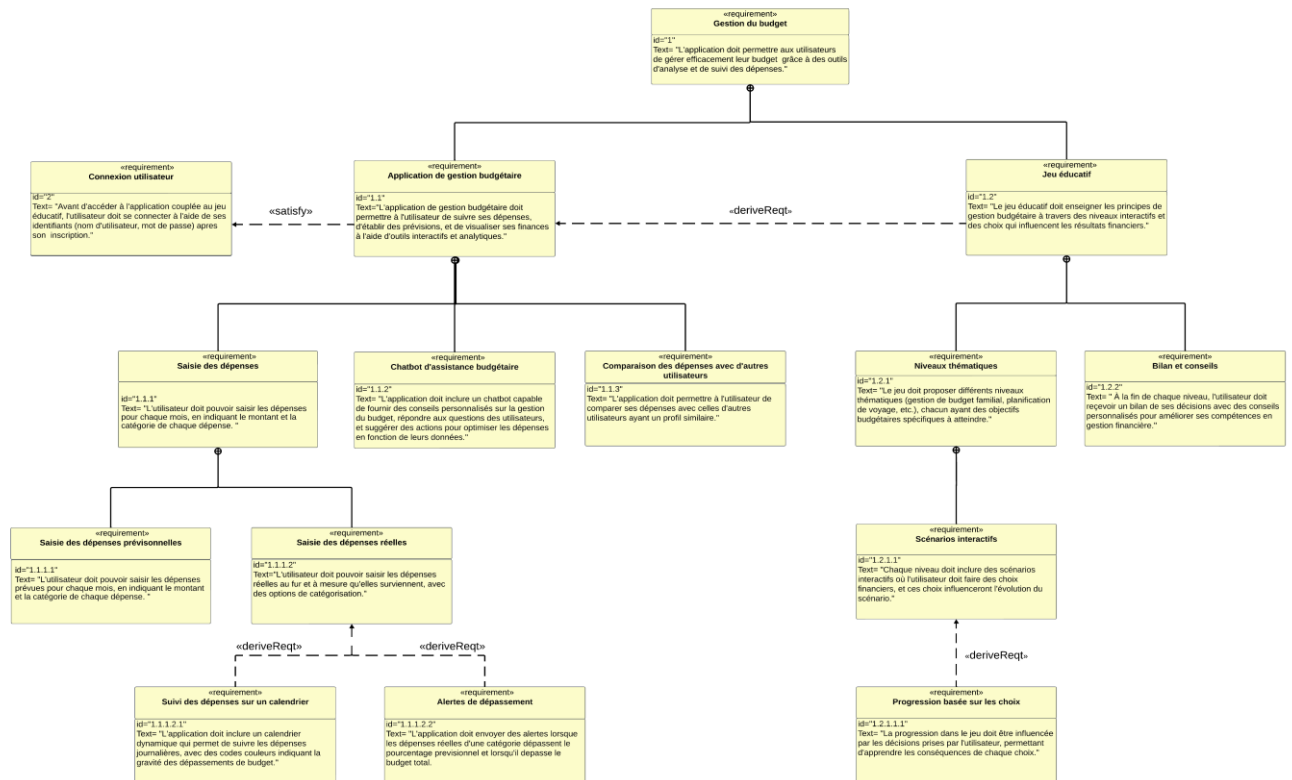 «requirement»
Gestion du budget
id="1"
Text= "L'application doit permettre aux utilisateurs
de gérer efficacement leur budget  grâce à des outils
d'analyse et de suivi des dépenses."
«requirement»
Connexion utilisateur
id="2"
Text= "Avant d'accéder à l'application couplée au jeu
éducatif, l'utilisateur doit se connecter à l'aide de ses
identifiants (nom d'utilisateur, mot de passe) apres
son  inscription."
«satisfy»
«requirement»
Application de gestion budgétaire
id="1.1"
Text="L'application de gestion budgétaire doit
permettre à l'utilisateur de suivre ses dépenses,
d'établir des prévisions, et de visualiser ses finances
à l'aide d'outils interactifs et analytiques."
«deriveReqt»
«requirement»
Jeu éducatif
id="1.2"
Text= "Le jeu éducatif doit enseigner les principes de
gestion budgétaire à travers des niveaux interactifs et
des choix qui influencent les résultats financiers."
«requirement»
Saisie des dépenses
id="1.1.1"
Text= "L'utilisateur doit pouvoir saisir les dépenses
pour chaque mois, en indiquant le montant et la
catégorie de chaque dépense. "
«requirement»
Chatbot d'assistance budgétaire
id="1.1.2"
Text= "L'application doit inclure un chatbot capable
de fournir des conseils personnalisés sur la gestion
du budget, répondre aux questions des utilisateurs,
et suggérer des actions pour optimiser les dépenses
en fonction de leurs données."
«requirement»
Comparaison des dépenses avec d'autres
utilisateurs
id="1.1.3"
Text= "L'application doit permettre à l'utilisateur de
comparer ses dépenses avec celles d'autres
utilisateurs ayant un profil similaire."
«requirement»
Niveaux thématiques
id="1.2.1"
Text= "Le jeu doit proposer différents niveaux
thématiques (gestion de budget familial, planification
de voyage, etc.), chacun ayant des objectifs
budgétaires spécifiques à atteindre."
«requirement»
Bilan et conseils
id="1.2.2"
Text= " À la fin de chaque niveau, l'utilisateur doit
reçevoir un bilan de ses décisions avec des conseils
personnalisés pour améliorer ses compétences en
gestion financière."
«requirement»
Saisie des dépenses prévisonnelles
id="1.1.1.1"
Text= "L'utilisateur doit pouvoir saisir les dépenses
prévues pour chaque mois, en indiquant le montant
et la catégorie de chaque dépense. "
«requirement»
Saisie des dépenses réelles
id="1.1.1.2"
Text="L'utilisateur doit pouvoir saisir les dépenses
réelles au fur et à mesure qu'elles surviennent, avec
des options de catégorisation."
«requirement»
Scénarios interactifs
id="1.2.1.1"
Text= "Chaque niveau doit inclure des scénarios
interactifs où l'utilisateur doit faire des choix
financiers, et ces choix influenceront l'évolution du
scénario."
«deriveReqt»
«deriveReqt»
«deriveReqt»
«requirement»
Suivi des dépenses sur un calendrier
id="1.1.1.2.1"
Text= "L'application doit inclure un calendrier
dynamique qui permet de suivre les dépenses
journalières, avec des codes couleurs indiquant la
gravité des dépassements de budget."
«requirement»
Alertes de dépassement
id="1.1.1.2.2"
Text= "L'application doit envoyer des alertes lorsque
les dépenses réelles d'une catégorie dépassent le
pourcentage previsionnel et lorsqu'il depasse le
budget total.
«requirement»
Progression basée sur les choix
id="1.2.1.1.1"
Text= "La progression dans le jeu doit être influencée
par les décisions prises par l'utilisateur, permettant
d'apprendre les conséquences de chaque choix."